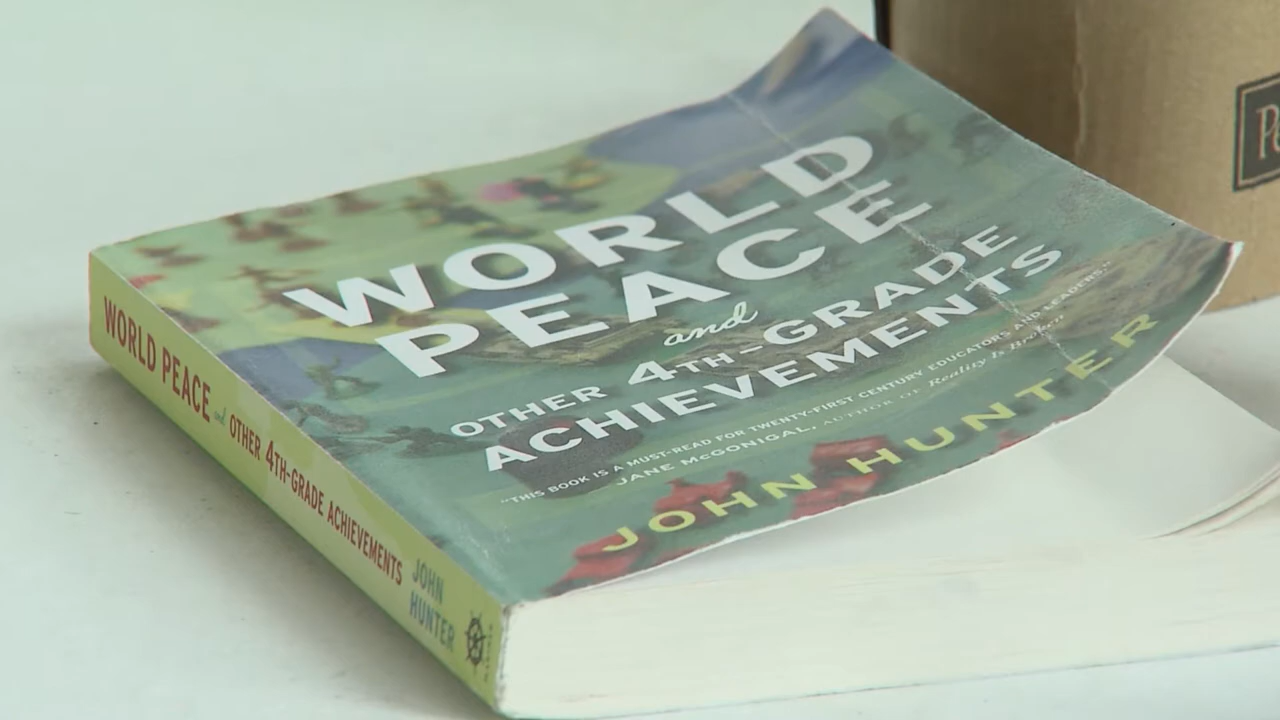 WORLD
PEACE
and
OTHER 4TH-GRADE
ACHIEVEMENTS
"THIS BOOK IS A MUST-READ FOR TWENTY-FIRST CENTURY EDUCATORS AND LEADERS."
JANE McGONIGAL, AUTHOR OF Reality Is Broken
JOHN HUNTER
WORLD PEACE and OTHER 4TH-GRADE ACHIEVEMENTS
JOHN
HUNTER